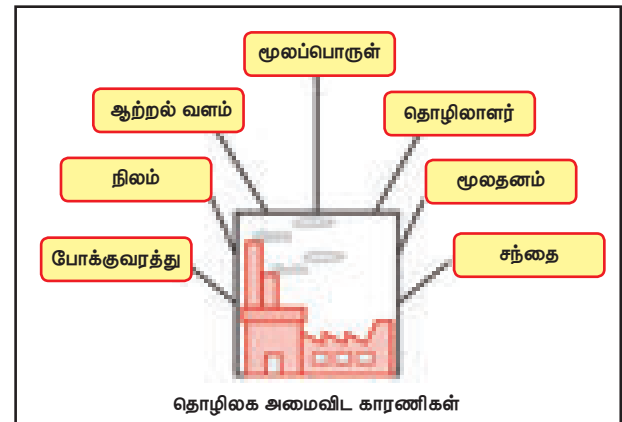 மூலப்பொருள்
ஆற்றல் வளம்
தொழிலாளர்
நிலம்
மூலதனம்
போக்குவரத்து
சந்தை
தொழிலக அமைவிட காரணிகள்